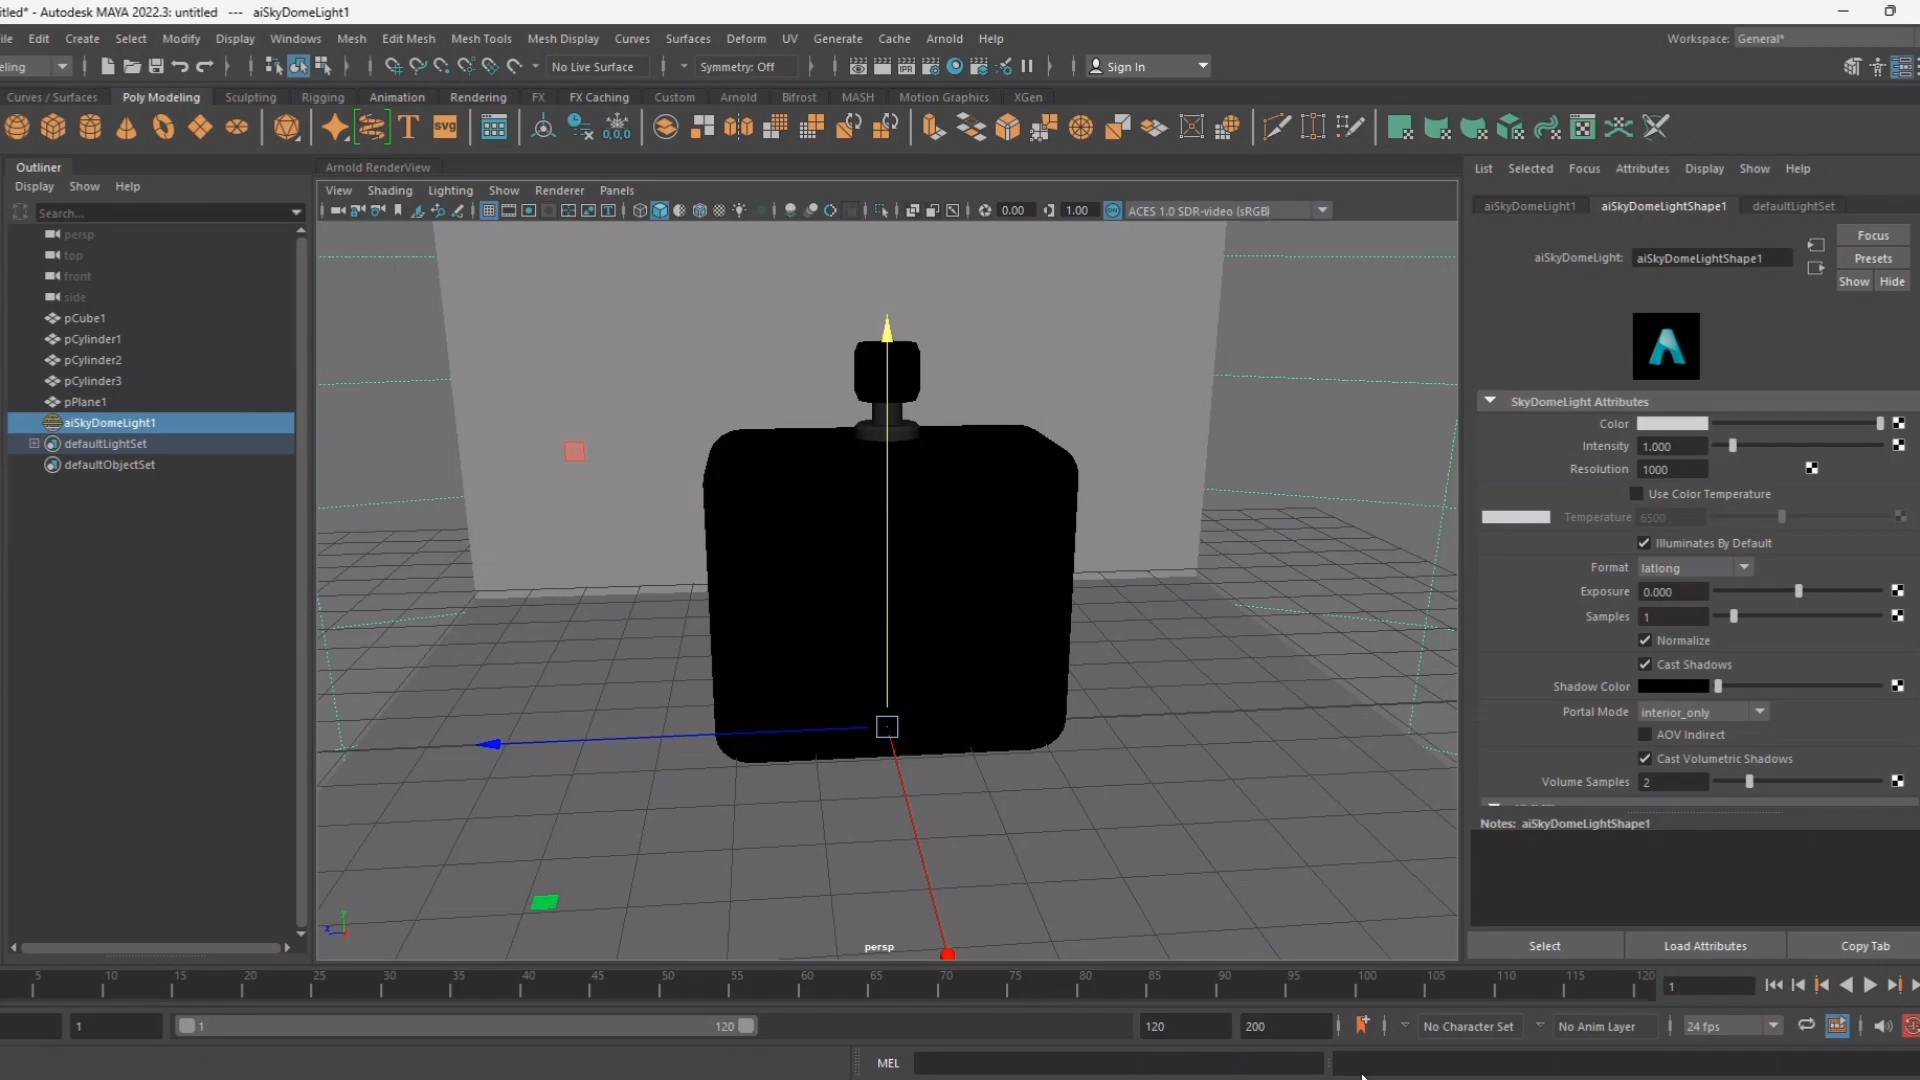 itled* - Autodesk MAYA 2022.3: untitled --- aiSkyDomeLight1
ile Edit Create Select Modify Display Windows Mesh Edit Mesh Mesh Tools Mesh Display Curves Surfaces Deform UV Generate Cache Arnold Help
Workspace: General*
eling
No Live Surface
Symmetry: Off
IPR
Sign In
Curves / Surfaces Poly Modeling Sculpting Rigging Animation Rendering FX FX Caching Custom Arnold Bifrost MASH Motion Graphics XGen
T
SVG
0,0,0
Outliner
Display Show Help
Search...
persp
top
front
side
pCube1
pCylinder1
pCylinder2
pCylinder3
pPlane1
aiSkyDomeLight1
defaultLightSet
defaultObjectSet
Arnold RenderView
View Shading Lighting Show Renderer Panels
0.00
1.00
ACES 1.0 SDR-video (sRGB)
persp
List Selected Focus Attributes Display Show Help
aiSkyDomeLight1 aiSkyDomeLightShape1 defaultLightSet
aiSkyDomeLight: aiSkyDomeLightShape1
Focus
Presets
Show Hide
SkyDomeLight Attributes
Color
Intensity 1.000
Resolution 1000
Use Color Temperature
Temperature 6500
Illuminates By Default
Format latlong
Exposure 0.000
Samples 1
Normalize
Cast Shadows
Shadow Color
Portal Mode interior_only
AOV Indirect
Cast Volumetric Shadows
Volume Samples 2
Notes: aiSkyDomeLightShape1
Select Load Attributes Copy Tab
5 10 15 20 25 30 35 40 45 50 55 60 65 70 75 80 85 90 95 100 105 110 115 120
1
1
1
120
120
200
No Character Set
No Anim Layer
24 fps
MEL